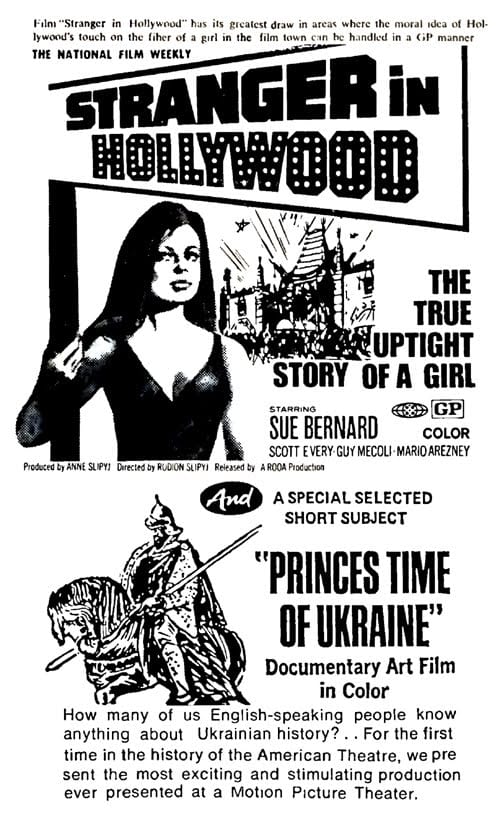 Film "Stranger in Hollywood" has its greatest draw in areas where the moral idea of Hol-
lywood's touch on the fiber of a girl in the film town can be handled in a GP manner
THE NATIONAL FILM WEEKLY
STRANGER iN
HOLLYWOOD
THE
TRUE
UPTIGHT
STORY OF A GIRL
STARRING
SUE BERNARD
GP
COLOR
SCOTT EVERY·GUY MECOLI·MARIO AREZNEY
Produced by ANNE SLIPYJ Directed by RODION SLIPYJ Released by A RODA Production
And
A SPECIAL SELECTED
SHORT SUBJECT
"PRINCES TIME
OF UKRAINE"
Documentary Art Film
in Color
How many of us English-speaking people know
anything about Ukrainian history? . . For the first
time in the history of the American Theatre, we pre
sent the most exciting and stimulating production
ever presented at a Motion Picture Theater.